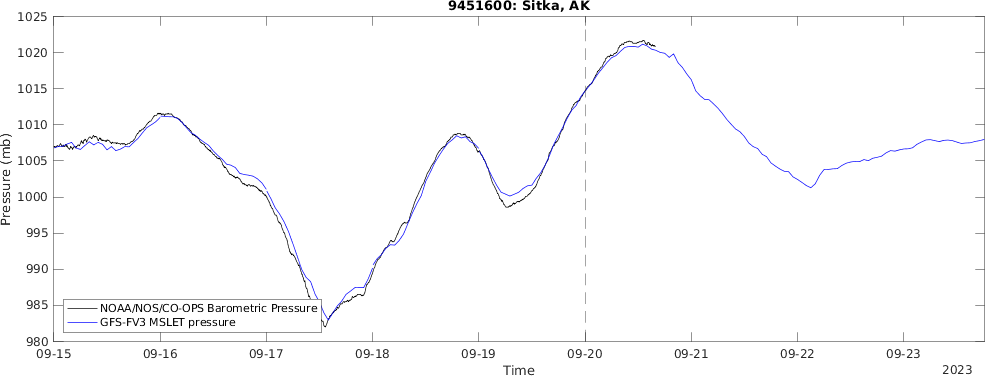 9451600: Sitka, AK
Pressure (mb)
1025
1020
1015
1010
1005
1000
995
990
985
980
NOAA/NOS/CO-OPS Barometric Pressure
GFS-FV3 MSLET pressure
09-15 09-16 09-17 09-18 09-19 09-20 09-21 09-22 09-23
Time
2023